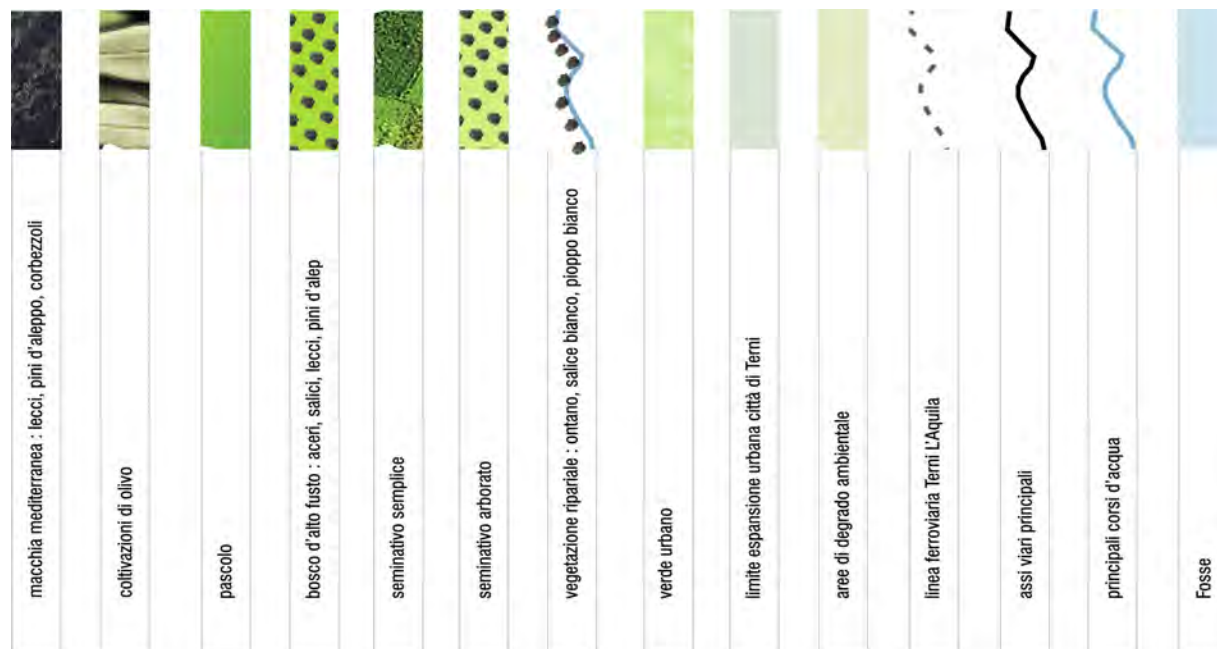 macchia mediterranea : lecci, pini d'aleppo, corbezzoli
coltivazioni di olivo
pascolo
bosco d'alto fusto : aceri, salici, lecci, pini d'alep
seminativo semplice
seminativo arborato
vegetazione ripariale : ontano, salice bianco, pioppo bianco
verde urbano
limite espansione urbana città di Terni
aree di degrado ambientale
linea ferroviaria Terni L'Aquila
assi viari principali
principali corsi d'acqua
Fosse